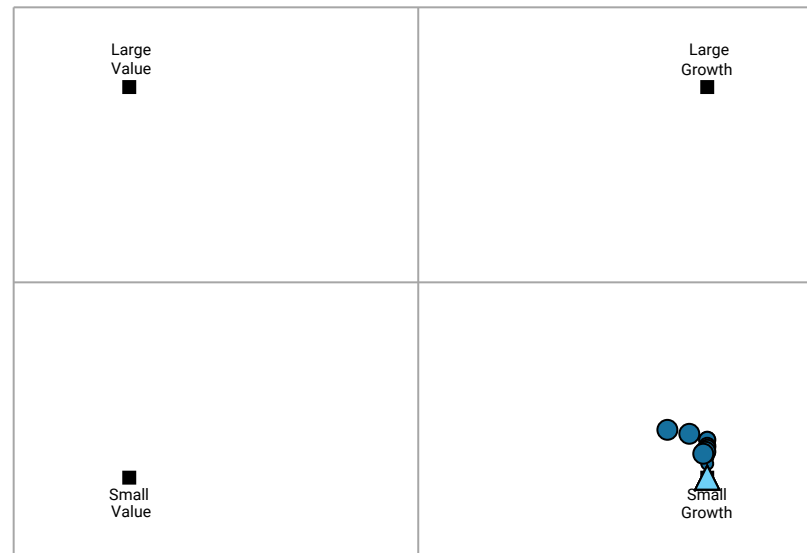 Large
Value
Large
Growth
Small
Value
Small
Growth